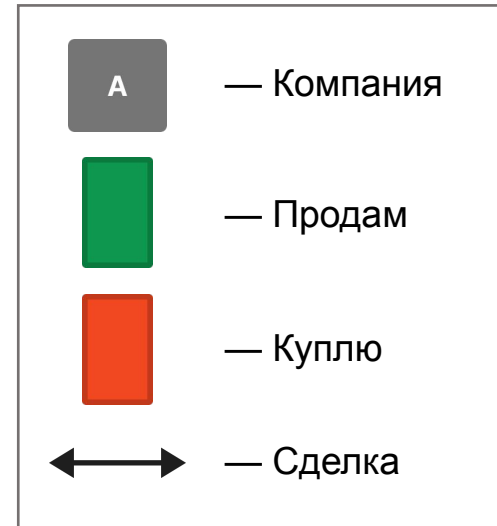 A — Компания
— Продам
— Куплю
— Сделка